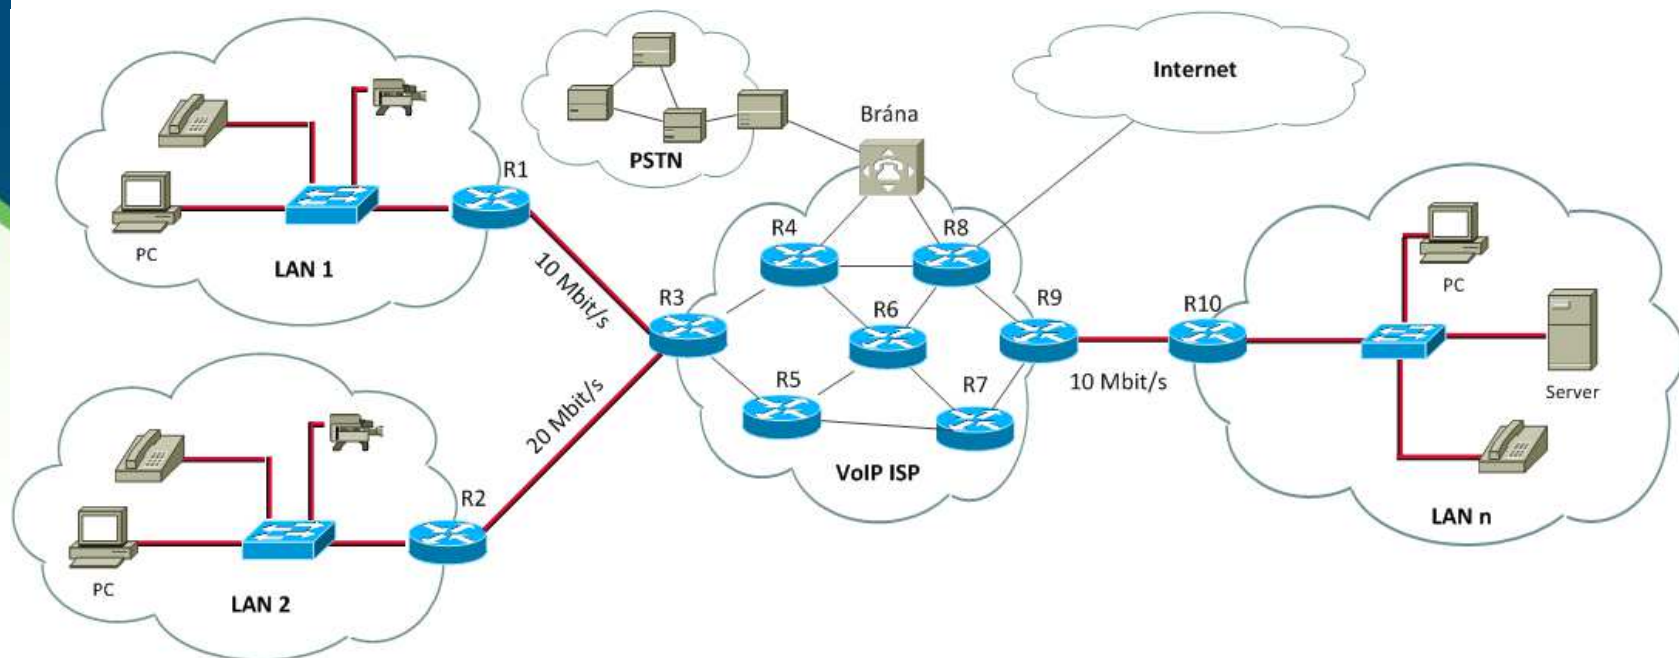 Internet
Brána
PSTN
R1
PC
LAN 1
10 Mbit/s
R4
R8
R3
R6
R9
R10
PC
R5
R7
10 Mbit/s
Server
20 Mbit/s
VoIP ISP
R2
LAN n
PC
LAN 2